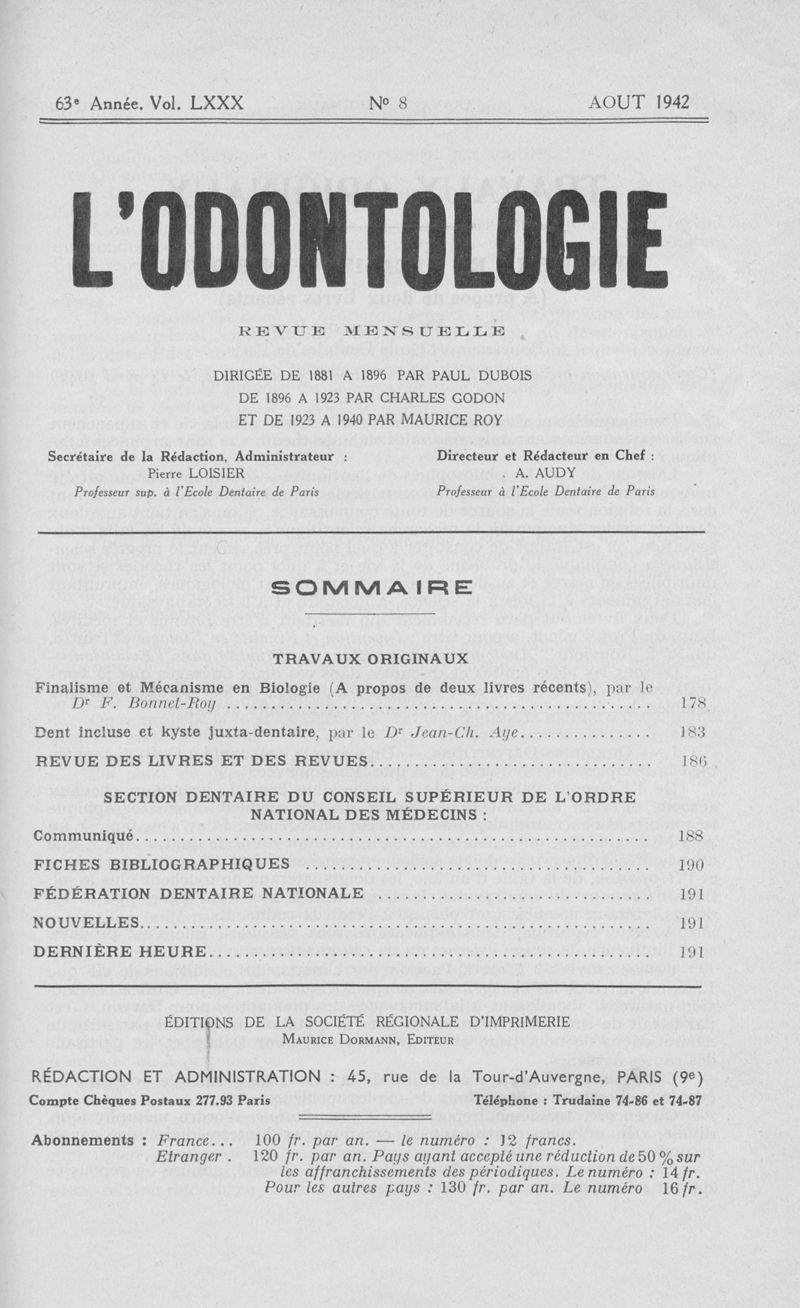 63e Année. Vol. LXXX No 8 AOUT 1942
L'ODONTOLOGIE
REVUE MENSUELLE
DIRIGÉE DE 1881 A 1896 PAR PAUL DUBOIS
DE 1896 A 1923 PAR CHARLES GODON
ET DE 1923 A 1940 PAR MAURICE ROY
Secrétaire de la Rédaction, Administrateur :
Pierre LOISIER
Professeur sup. à l'Ecole Dentaire de Paris
Directeur et Rédacteur en Chef :
A. AUDY
Professeur à l'Ecole Dentaire de Paris
SOMMAIRE
TRAVAUX ORIGINAUX
Finalisme et Mécanisme en Biologie (A propos de deux livres récents), par le
Dr F. Bonnet-Roy ........ 178
Dent incluse et kyste juxta-dentaire, par le Dr Jean-Ch. Aye........ 183
REVUE DES LIVRES ET DES REVUES........ 186
SECTION DENTAIRE DU CONSEIL SUPÉRIEUR DE L'ORDRE
NATIONAL DES MÉDECINS :
Communiqué........ 188
FICHES BIBLIOGRAPHIQUES ........ 190
FÉDÉRATION DENTAIRE NATIONALE ........ 191
NOUVELLES........ 191
DERNIÈRE HEURE........ 191
ÉDITIONS DE LA SOCIÉTÉ RÉGIONALE D'IMPRIMERIE
MAURICE DORMANN, EDITEUR
RÉDACTION ET ADMINISTRATION : 45, rue de la Tour-d'Auvergne, PARIS (9e)
Compte Chèques Postaux 277.93 Paris Téléphone : Trudaine 74-86 et 74-87
Abonnements : France... 100 fr. par an. — le numéro : 12 francs.
Etranger . 120 fr. par an. Pays ayant accepté une réduction de 50 % sur
les affranchissements des périodiques. Le numéro : 14 fr.
Pour les autres pays : 130 fr. par an. Le numéro 16 fr.